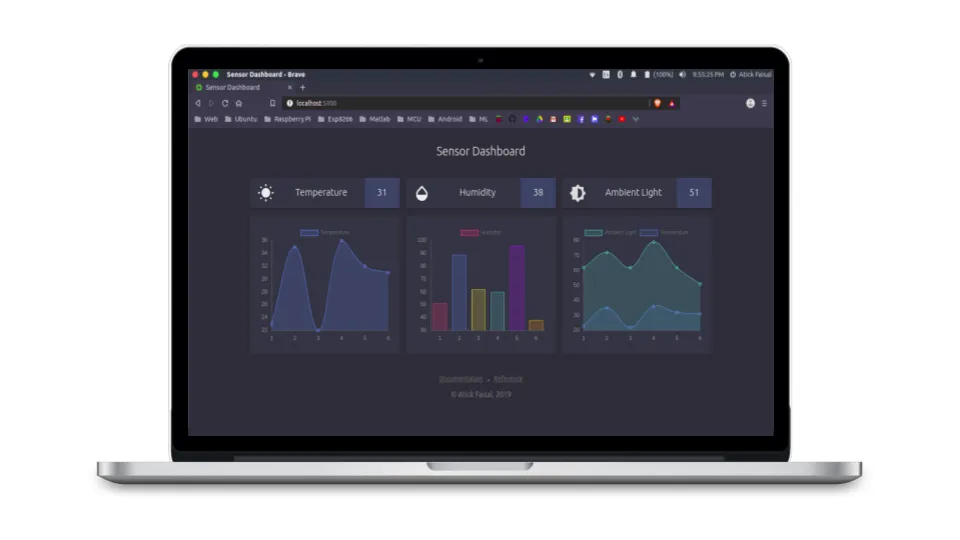 Sensor Dashboard - Brave
(100%) 9:55:25 PM Atick Faisal
Sensor Dashboard
localhost:5000
Web Ubuntu Raspberry Pi Esp8266 Matlab MCU Android ML
Sensor Dashboard
Temperature 31
Humidity 38
Ambient Light 51
Temperature
36
34
32
30
28
26
24
22
1 2 3 4 5 6
Humidity
100
90
80
70
60
50
40
30
1 2 3 4 5 6
Ambient Light Temperature
80
70
60
50
40
30
20
1 2 3 4 5 6
Documentation - Reference
© Atick Faisal, 2019